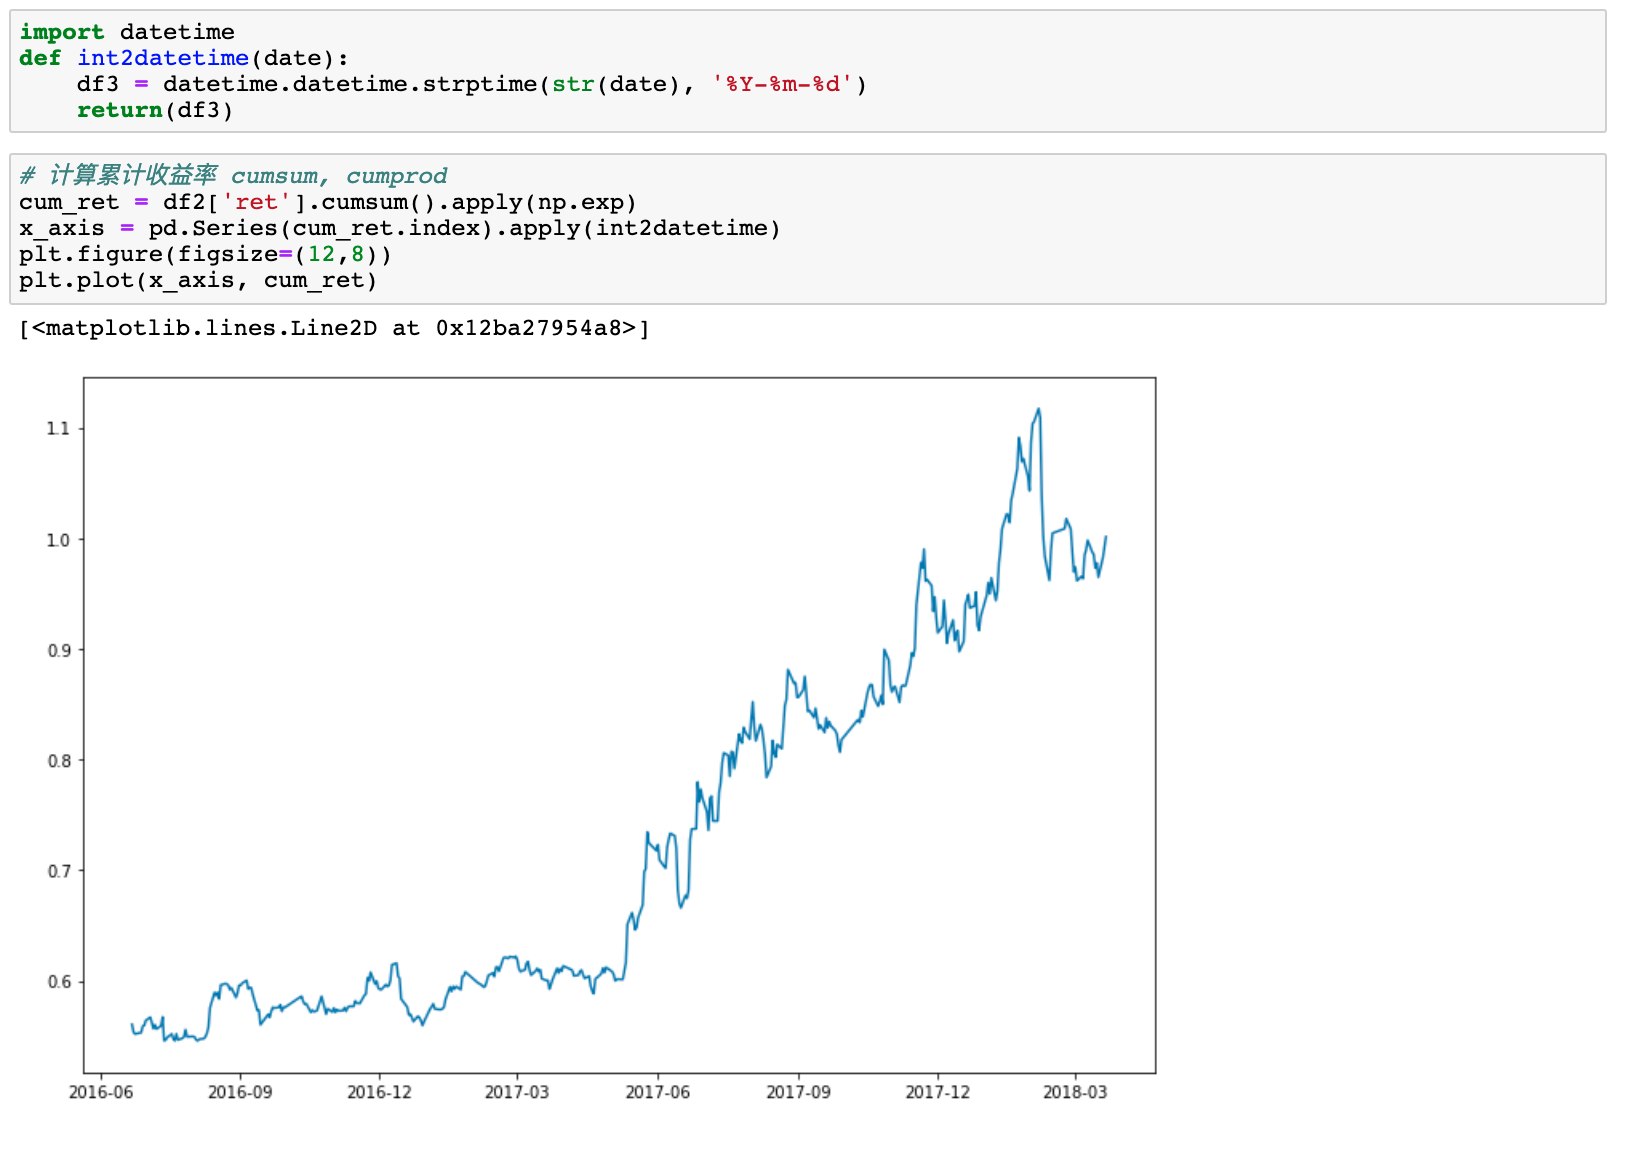 import datetime
def int2datetime(date):
    df3 = datetime.datetime.strptime(str(date), '%Y-%m-%d')
    return(df3)
# 计算累计收益率 cumsum, cumprod
cum_ret = df2['ret'].cumsum().apply(np.exp)
x_axis = pd.Series(cum_ret.index).apply(int2datetime)
plt.figure(figsize=(12,8))
plt.plot(x_axis, cum_ret)
[<matplotlib.lines.Line2D at 0x12ba27954a8>]
1.1
1.0
0.9
0.8
0.7
0.6
2016-06 2016-09 2016-12 2017-03 2017-06 2017-09 2017-12 2018-03